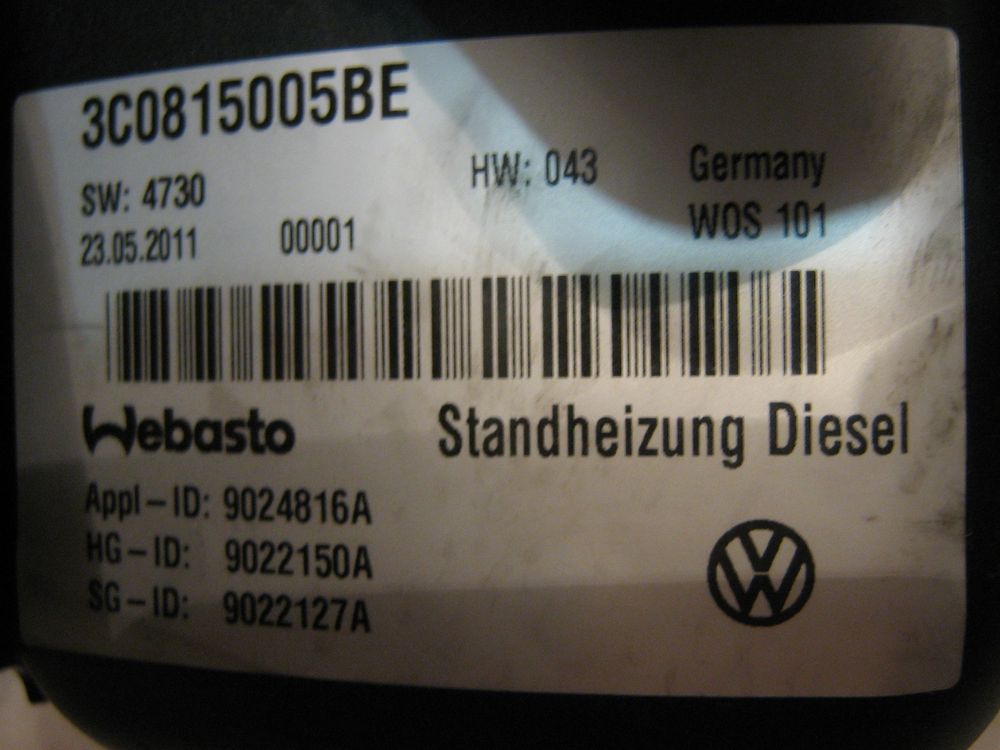 3C0815005BE
SW: 4730 HW: 043 Germany
23.05.2011 00001 WOS 101
Webasto Standheizung Diesel
Appl-ID: 9024816A
HG-ID: 9022150A
SG-ID: 9022127A
VW